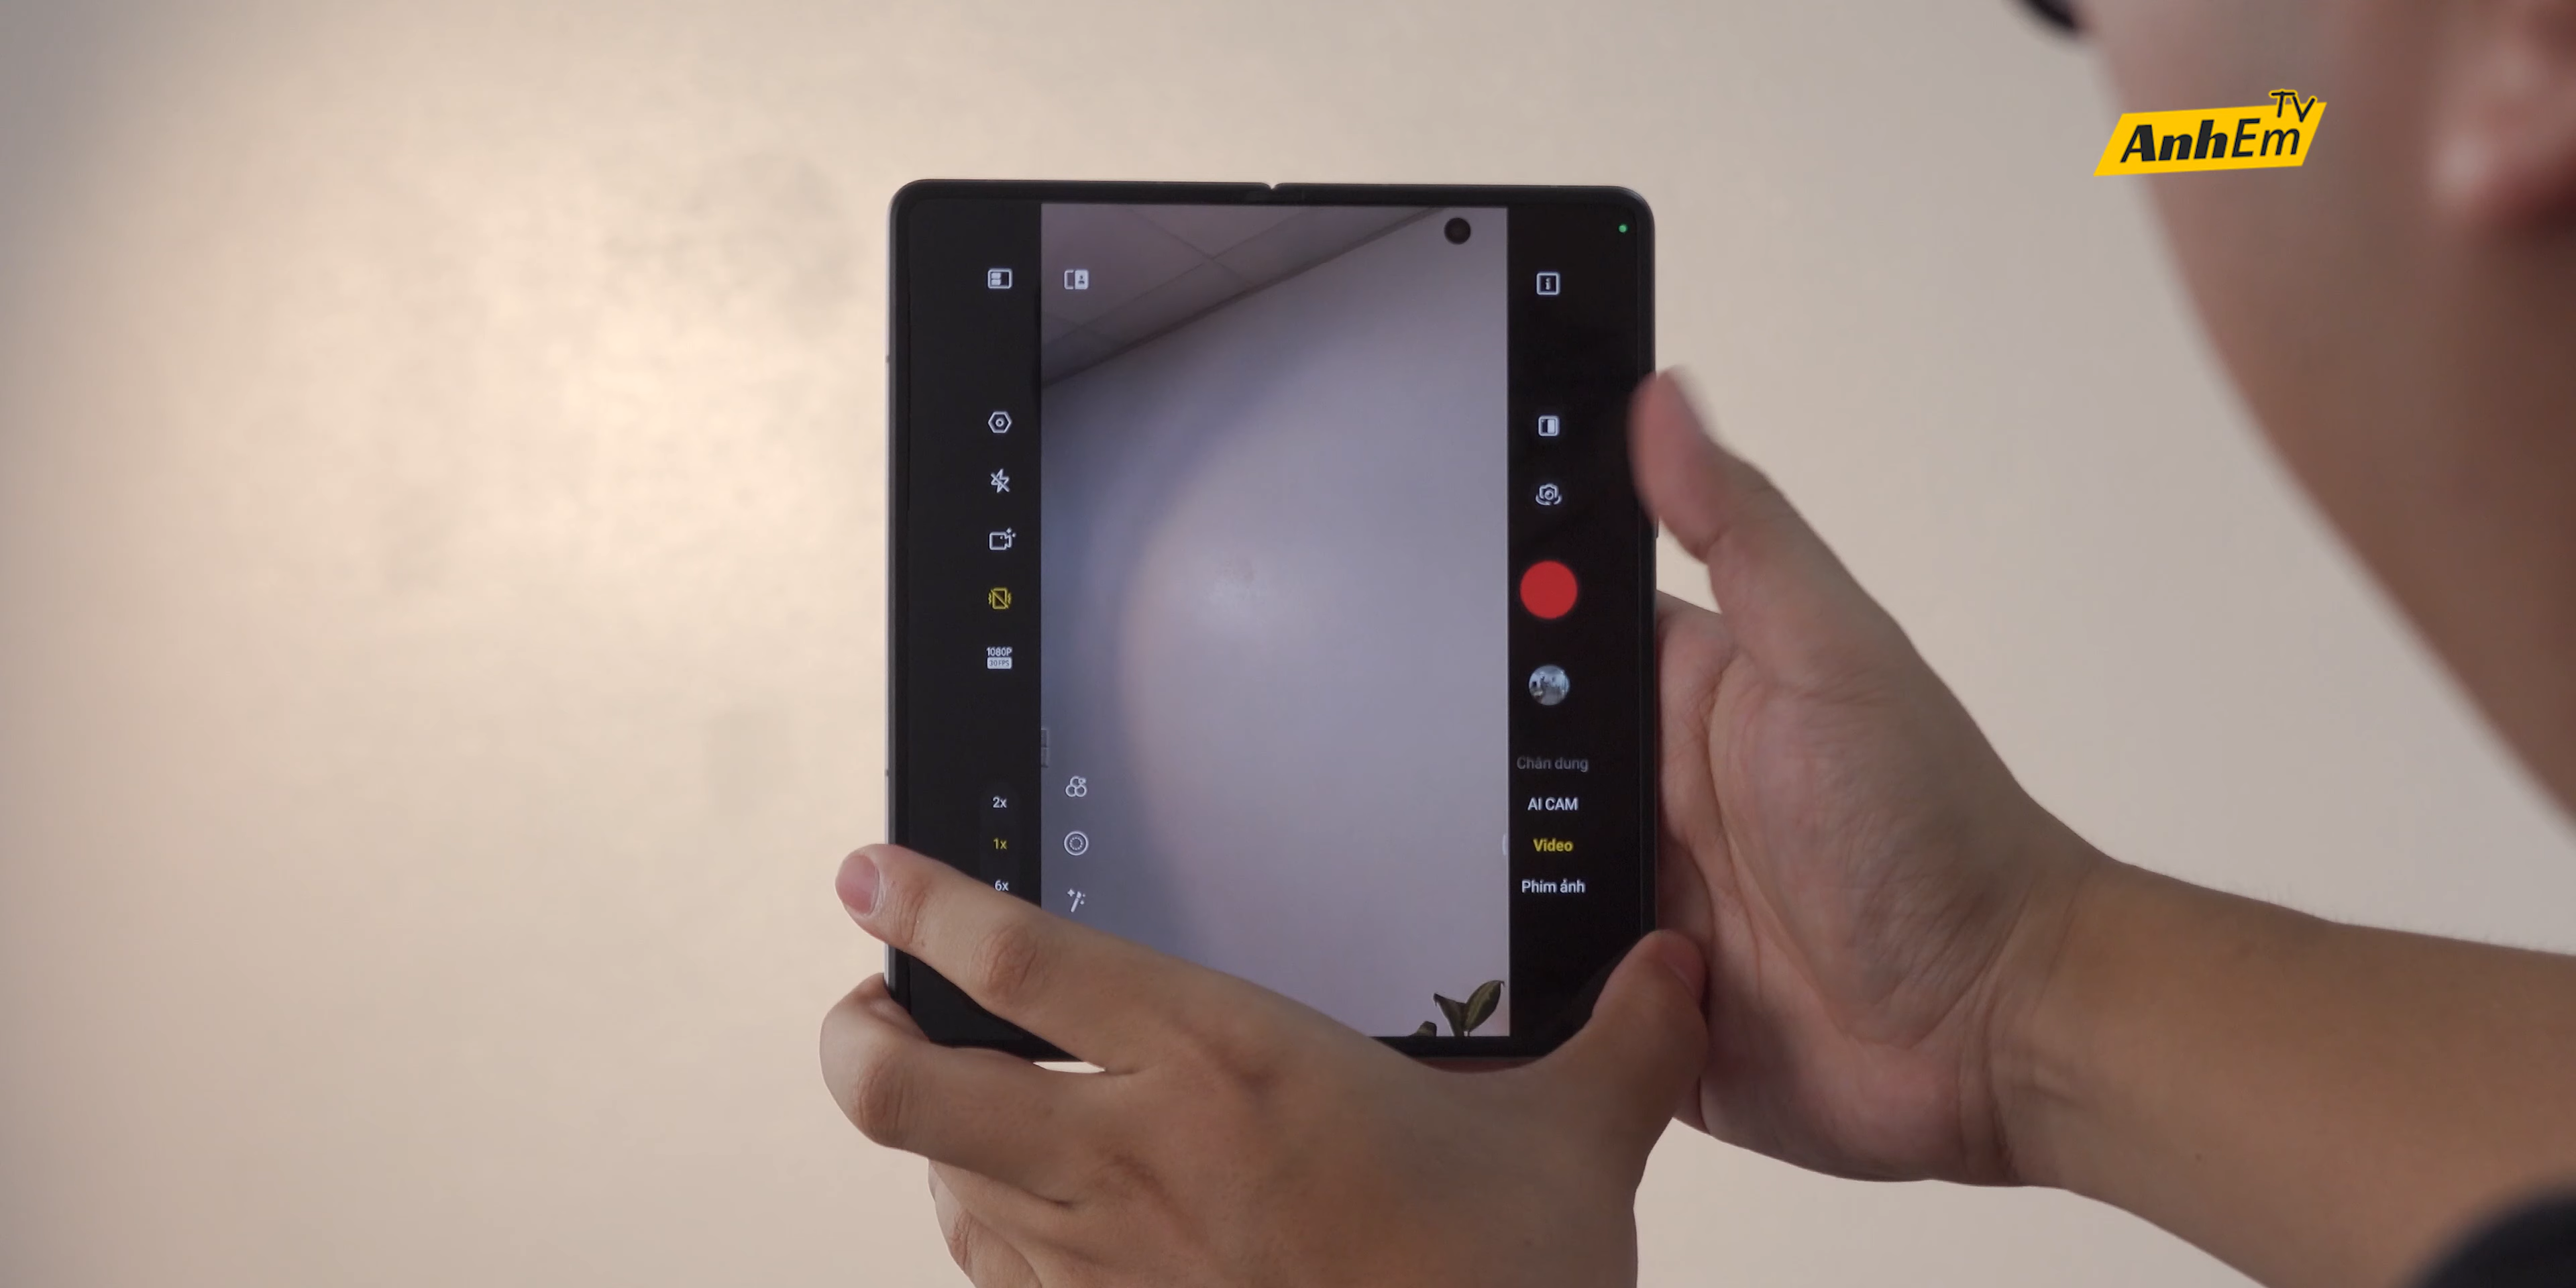 TV
AnhEm
1080P
30FPS
2x
1x
6x
Chân dung
AI CAM
Video
Phim ảnh